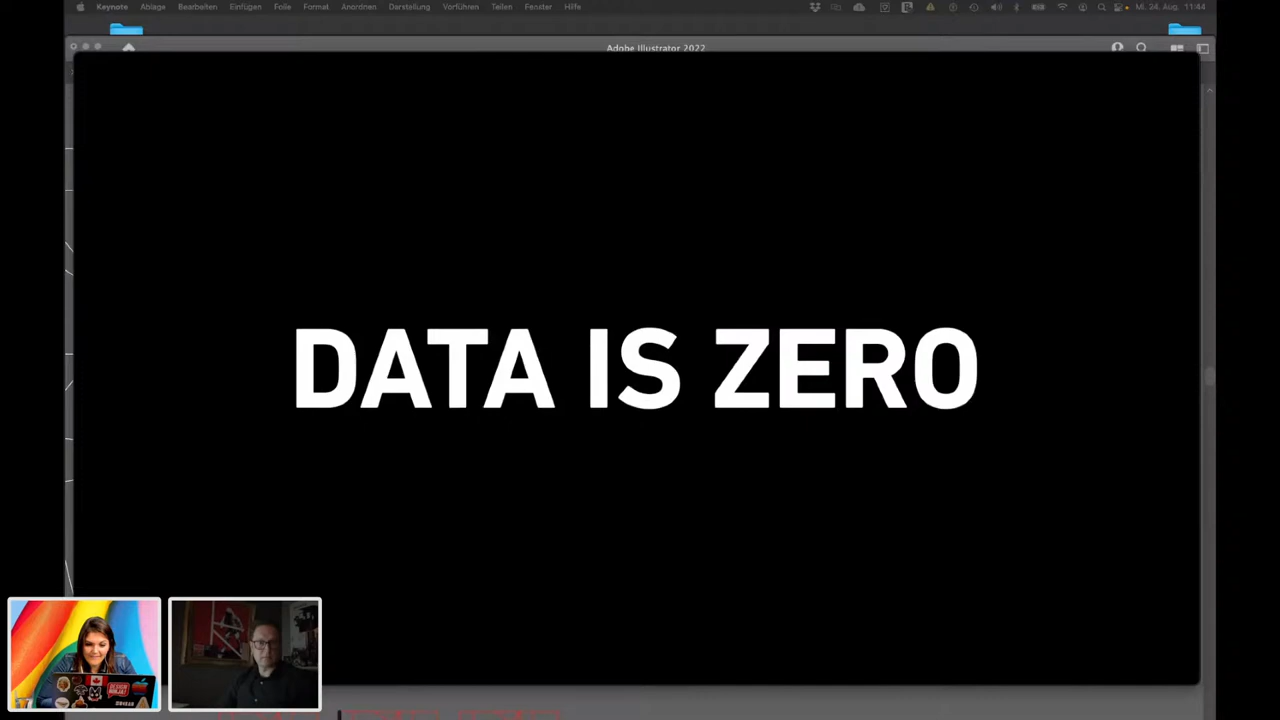 Keynote Ablage Bearbeiten Einfügen Folie Format Anordnen Darstellung Vorführen Teilen Fenster Hilfe Mi. 24. Aug. 11:44
Adobe Illustrator 2022
DATA IS ZERO